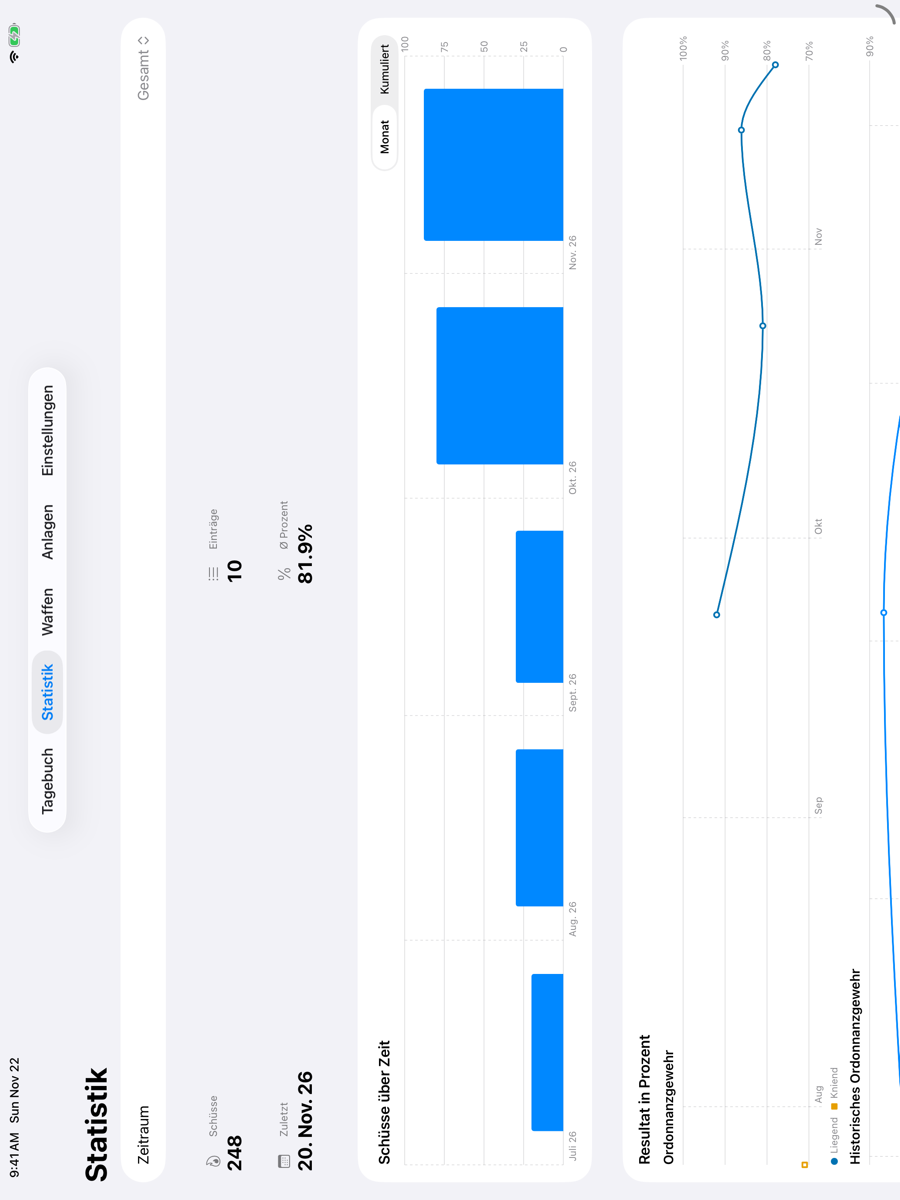 9:41 AM Sun Nov 22
Tagebuch Statistik Waffen Anlagen Einstellungen
Statistik
Zeitraum Gesamt
Schüsse
248
Einträge
10
Zuletzt
20. Nov. 26
Ø Prozent
81.9%
Schüsse über Zeit
Monat Kumuliert
100
75
50
25
0
Juli 26 Aug. 26 Sept. 26 Okt. 26 Nov. 26
Resultat in Prozent
Ordonnanzgewehr
100%
90%
80%
70%
Aug Sep Okt Nov
Liegend Kniend
Historisches Ordonnanzgewehr
90%